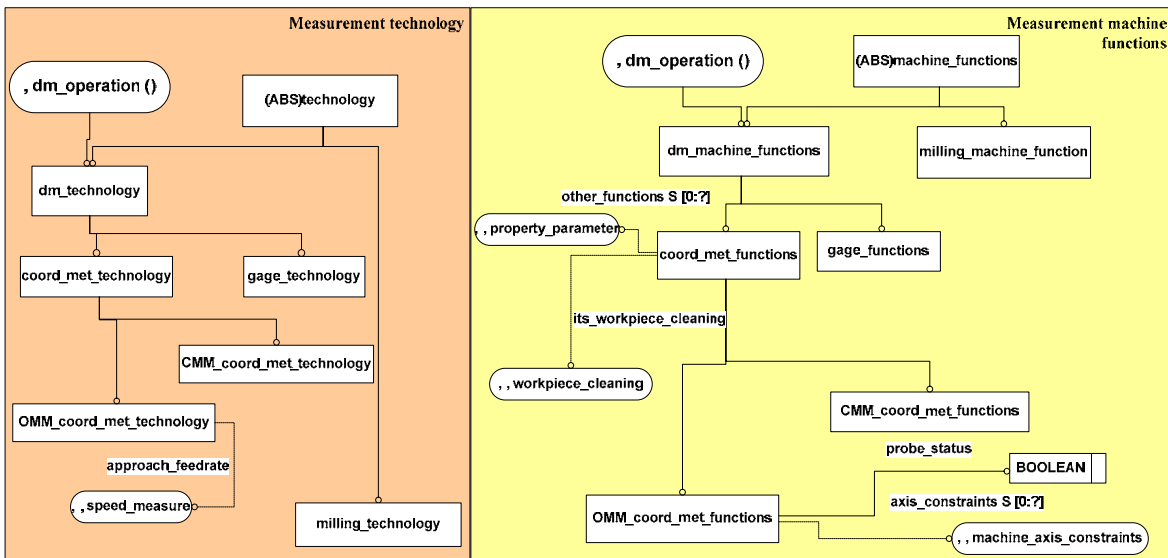 Measurement technology
, dm_operation ()
(ABS)technology
dm_technology
coord_met_technology
gage_technology
CMM_coord_met_technology
OMM_coord_met_technology
approach_feedrate
, ,speed_measure
milling_technology
Measurement machine
functions
, dm_operation ()
(ABS)machine_functions
dm_machine_functions
milling_machine_function
other_functions S [0:?]
, ,property_parameter
coord_met_functions
gage_functions
its_workpiece_cleaning
, ,workpiece_cleaning
CMM_coord_met_functions
probe_status
BOOLEAN
axis_constraints S [0:?]
OMM_coord_met_functions
, ,machine_axis_constraints